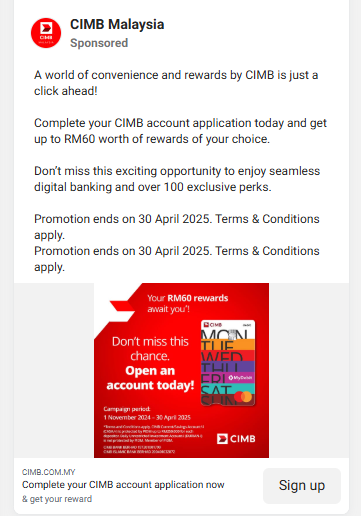 CIMB Malaysia
Sponsored
A world of convenience and rewards by CIMB is just a
click ahead!
Complete your CIMB account application today and get
up to RM60 worth of rewards of your choice.
Don't miss this exciting opportunity to enjoy seamless
digital banking and over 100 exclusive perks.
Promotion ends on 30 April 2025. Terms & Conditions
apply.
Promotion ends on 30 April 2025. Terms & Conditions
apply.
Your RM60 rewards
await you*!
Don't miss this
chance.
Open an
account today!
Campaign period:
1 November 2024 - 30 April 2025
CIMB
MON
TUE
WED
THU
FRI
SAT
SUN
MyDebit
CIMB
CIMB.COM.MY
Complete your CIMB account application now
& get your reward
Sign up